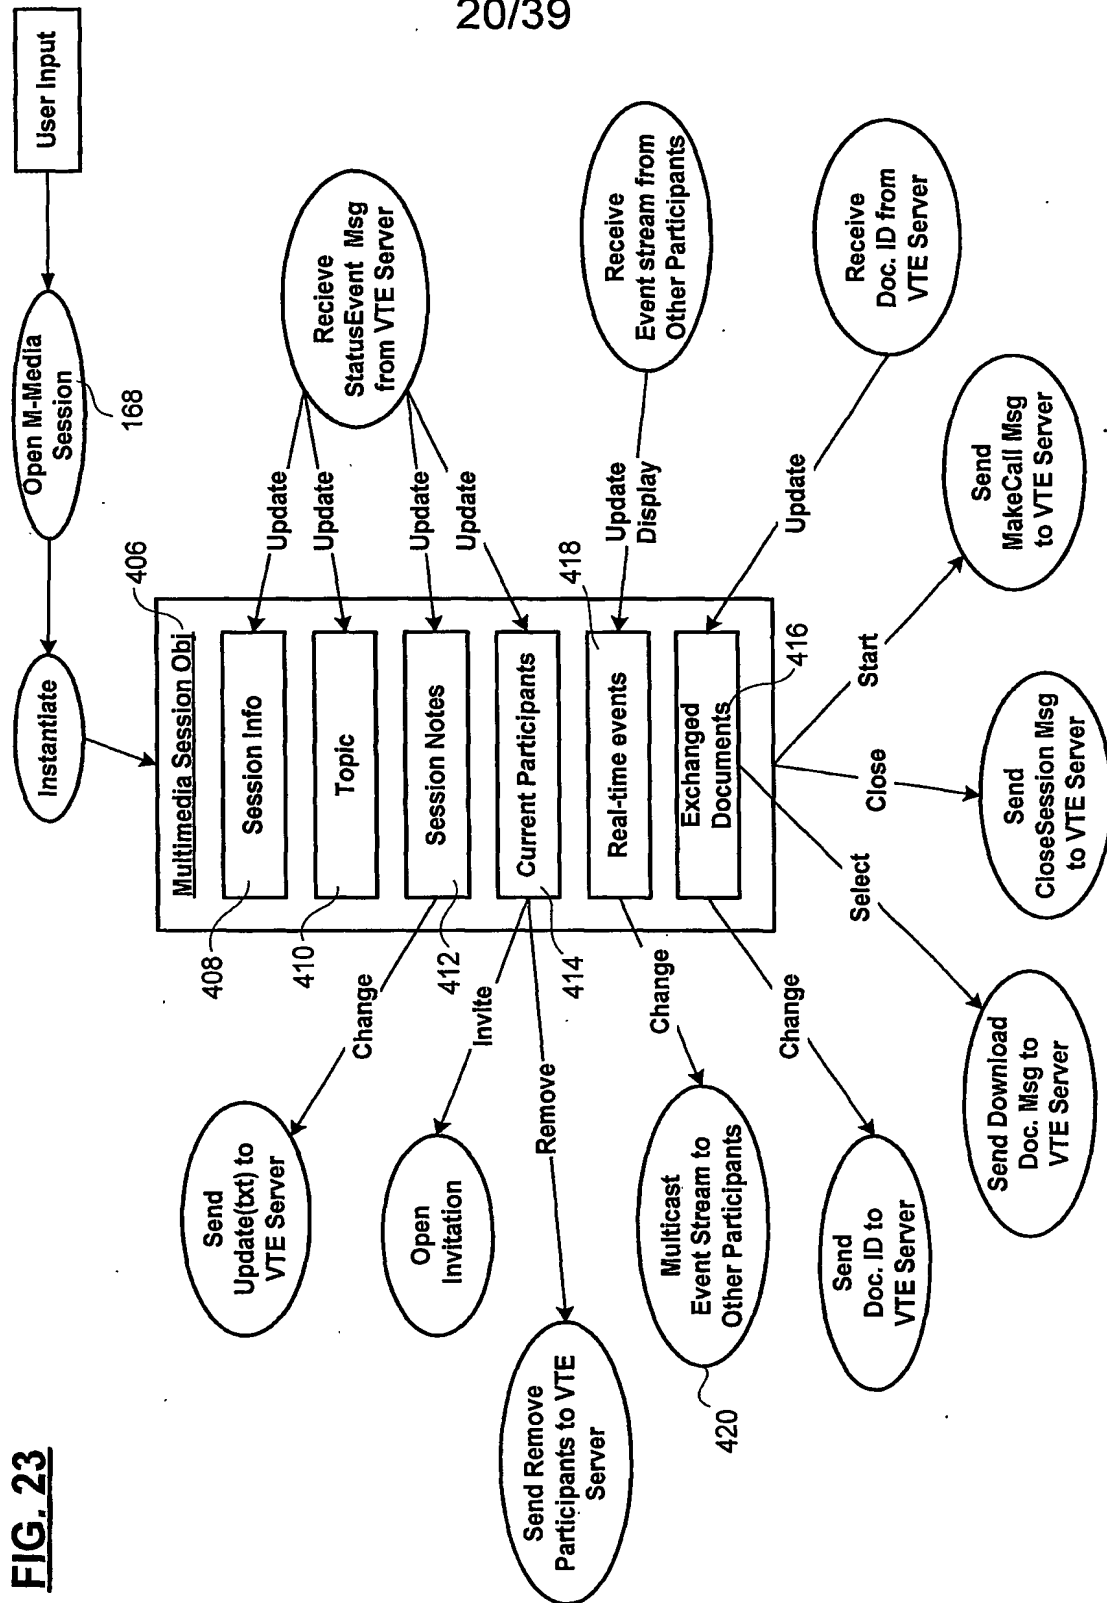 20/39
FIG. 23
User Input
Open M-Media
Session
168
Instantiate
406
Multimedia Session Obj
Session Info
408
Topic
410
Session Notes
412
Current Participants
414
Real-time events
418
Exchanged
Documents
416
Recieve
StatusEvent Msg
from VTE Server
Update
Update
Update
Update
Receive
Event stream from
Other Participants
Update
Display
Receive
Doc. ID from
VTE Server
Update
Change
Send
Update(txt) to
VTE Server
Invite
Open
Invitation
Remove
Send Remove
Participants to VTE
Server
Change
Multicast
Event Stream to
Other Participants
420
Change
Send
Doc. ID to
VTE Server
Select
Send Download
Doc. Msg to
VTE Server
Close
Send
CloseSession Msg
to VTE Server
Start
Send
MakeCall Msg
to VTE Server